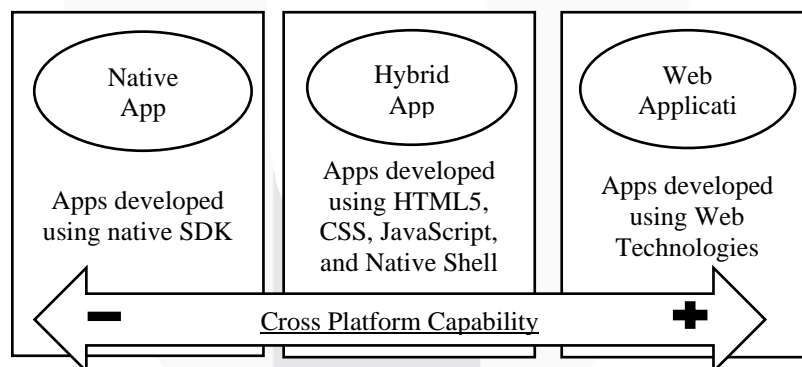 Native
App
Apps developed
using native SDK
Hybrid
App
Apps developed
using HTML5,
CSS, JavaScript,
and Native Shell
Web
Applicati
Apps developed
using Web
Technologies
Cross Platform Capability